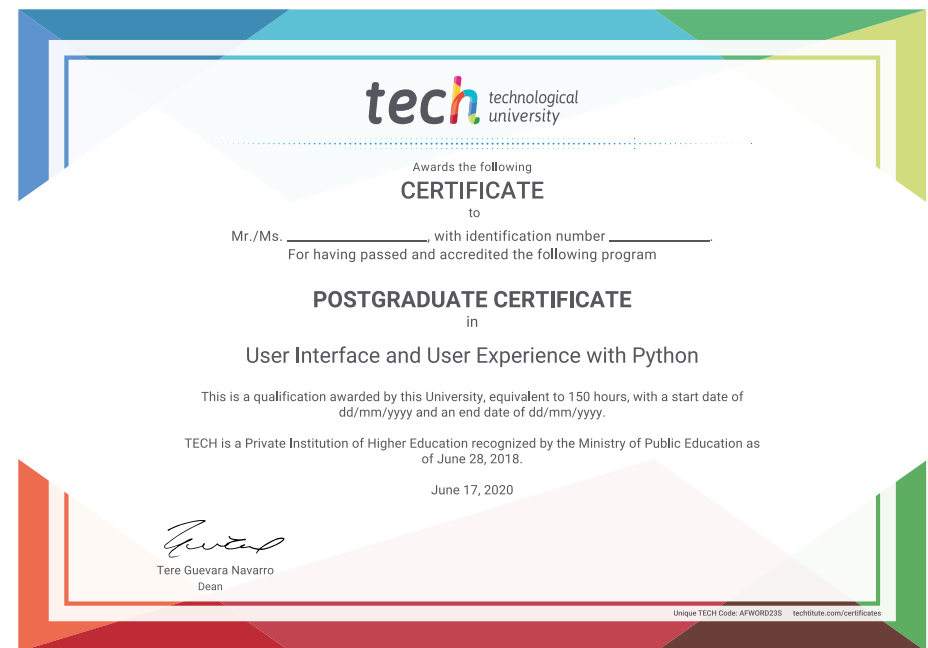 tech technological
university
Awards the following
CERTIFICATE
to
Mr./Ms. ____________________, with identification number ______________.
For having passed and accredited the following program
POSTGRADUATE CERTIFICATE
in
User Interface and User Experience with Python
This is a qualification awarded by this University, equivalent to 150 hours, with a start date of
dd/mm/yyyy and an end date of dd/mm/yyyy.
TECH is a Private Institution of Higher Education recognized by the Ministry of Public Education as
of June 28, 2018.
June 17, 2020
Tere Guevara Navarro
Dean
Unique TECH Code: AFWORD23S techtitute.com/certificates